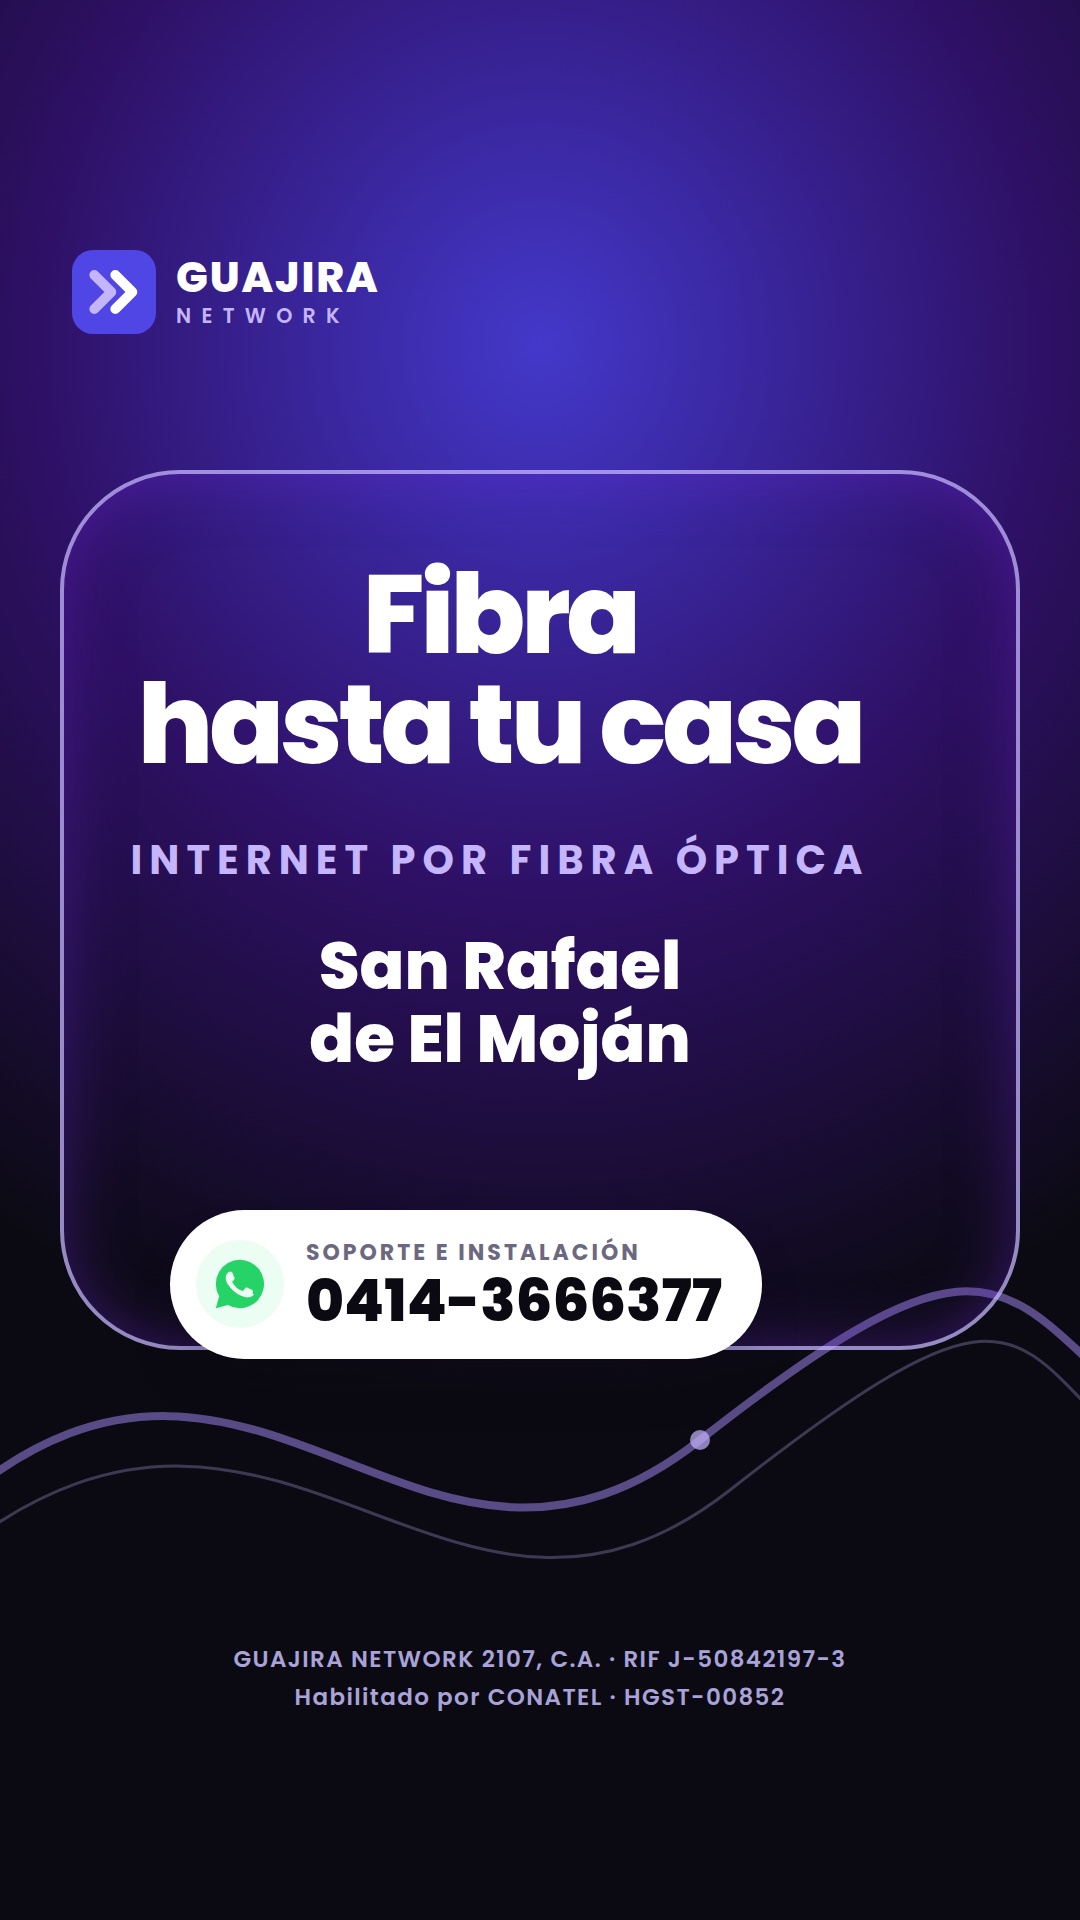 GUAJIRA
NETWORK
Fibra
hasta tu casa
INTERNET POR FIBRA ÓPTICA
San Rafael
de El Moján
SOPORTE E INSTALACIÓN
0414-3666377
GUAJIRA NETWORK 2107, C.A. · RIF J-50842197-3
Habilitado por CONATEL · HGST-00852